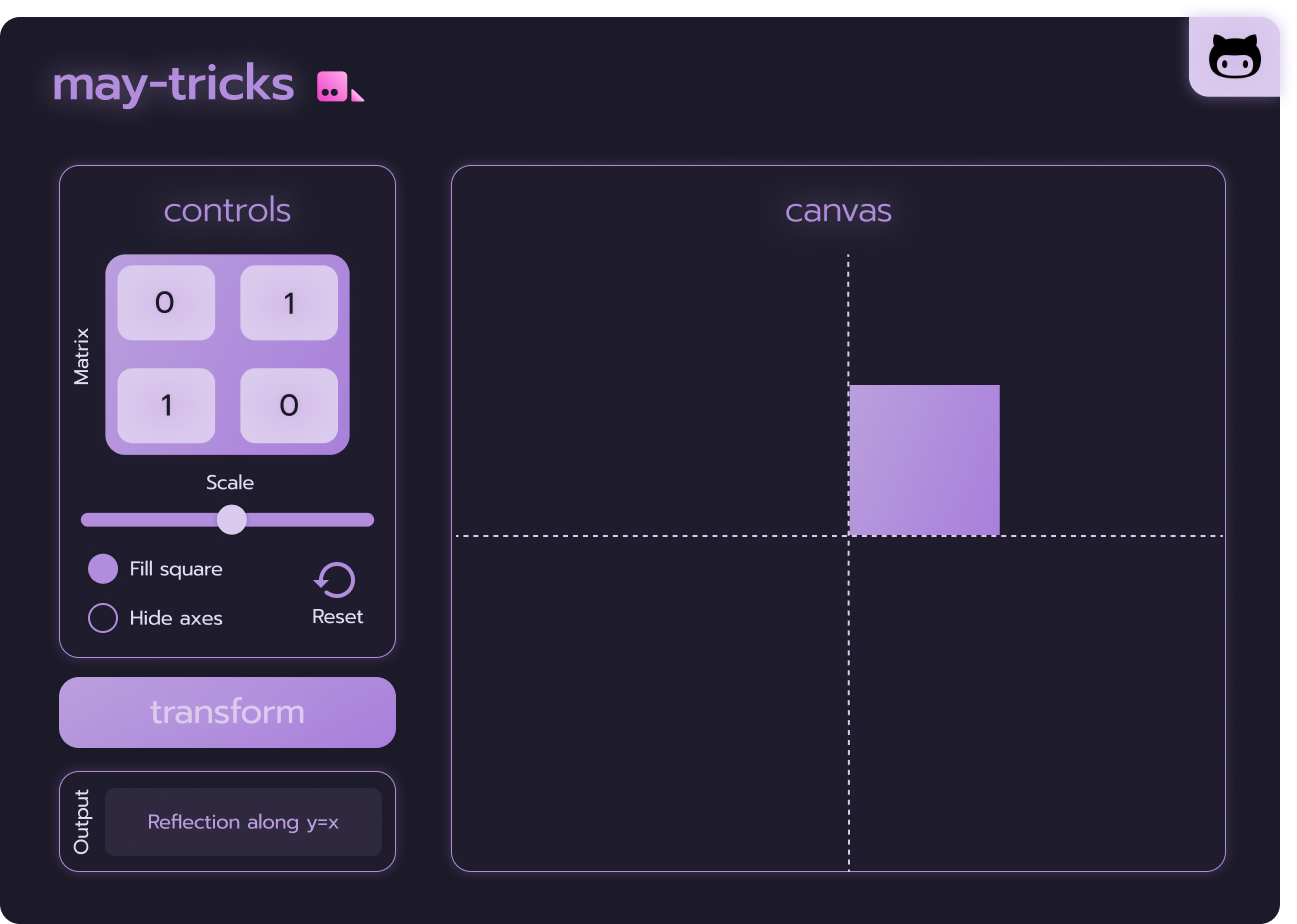 may-tricks
controls
Matrix
0 1
1 0
Scale
Fill square
Hide axes
Reset
transform
Output
Reflection along y=x
canvas